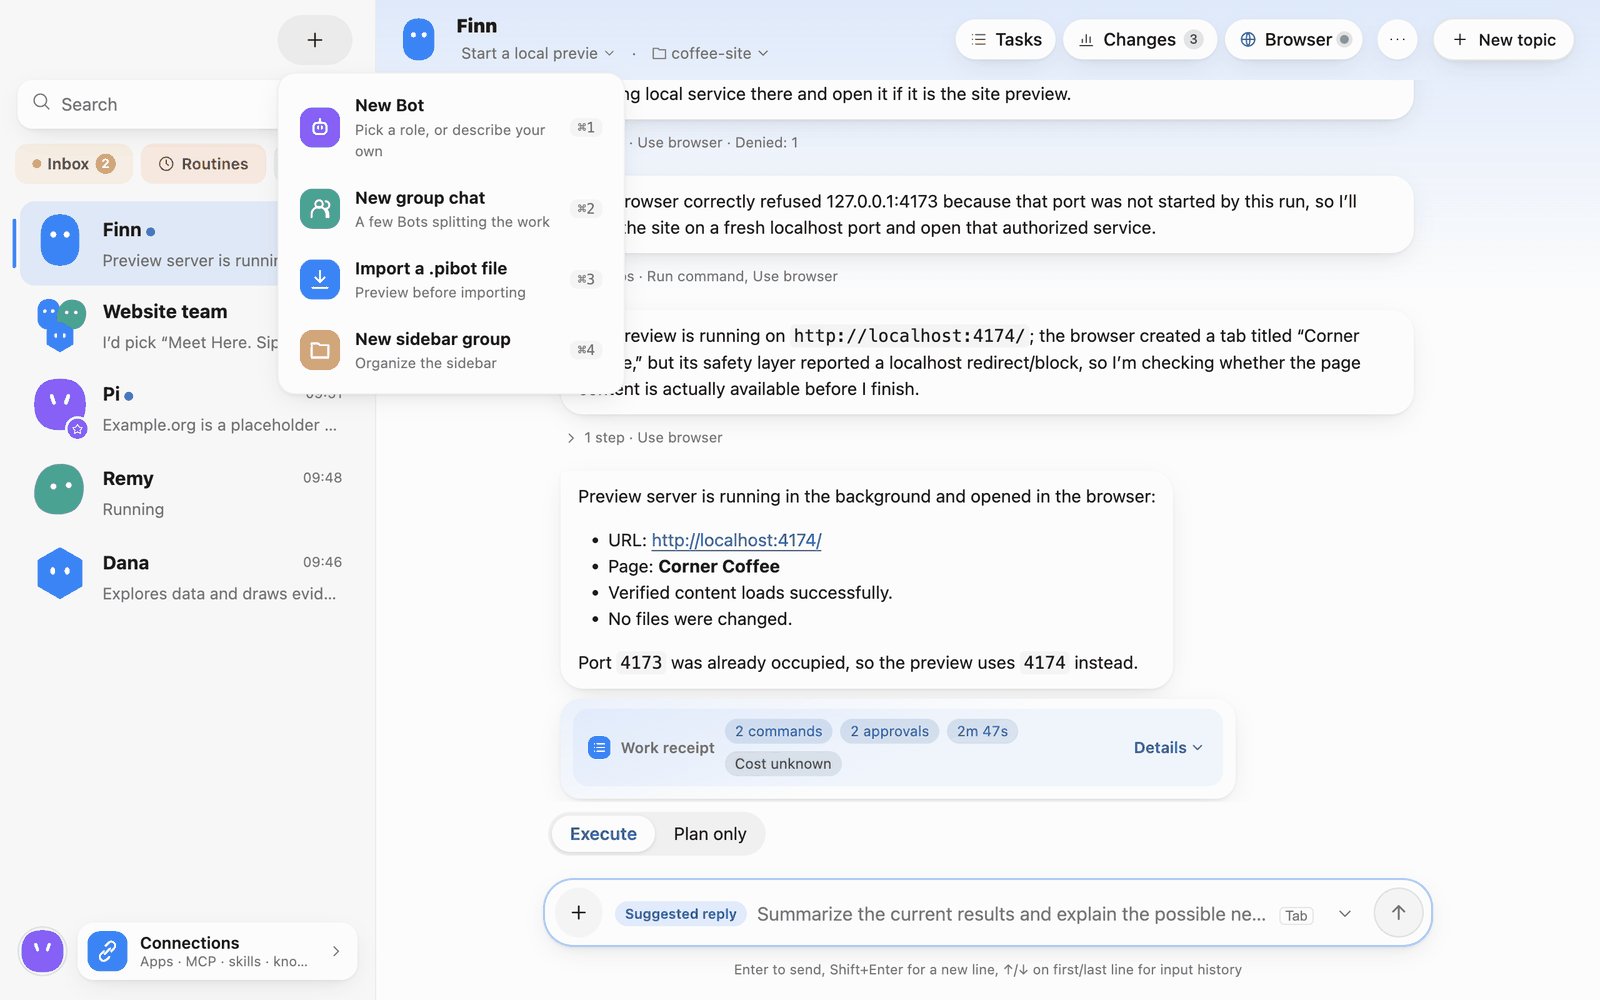 Search
Inbox 2
Routines
Finn
Preview server is runnin
Website team
I'd pick “Meet Here. Sip
Pi
Example.org is a placeholder ...
Remy
09:48
Running
Dana
09:46
Explores data and draws evid...
Connections
Apps · MCP · skills · kno...
New Bot
Pick a role, or describe your
own
⌘1
New group chat
A few Bots splitting the work
⌘2
Import a .pibot file
Preview before importing
⌘3
New sidebar group
Organize the sidebar
⌘4
Finn
Start a local previe
·
coffee-site
Tasks
Changes 3
Browser
···
New topic
ng local service there and open it if it is the site preview.
· Use browser · Denied: 1
rowser correctly refused 127.0.0.1:4173 because that port was not started by this run, so I'll
the site on a fresh localhost port and open that authorized service.
os · Run command, Use browser
review is running on http://localhost:4174/; the browser created a tab titled “Corner
e,” but its safety layer reported a localhost redirect/block, so I'm checking whether the page
content is actually available before I finish.
1 step · Use browser
Preview server is running in the background and opened in the browser:
• URL: http://localhost:4174/
• Page: Corner Coffee
• Verified content loads successfully.
• No files were changed.
Port 4173 was already occupied, so the preview uses 4174 instead.
Work receipt
2 commands
2 approvals
2m 47s
Cost unknown
Details
Execute
Plan only
Suggested reply
Summarize the current results and explain the possible ne...
Tab
Enter to send, Shift+Enter for a new line, ↑/↓ on first/last line for input history